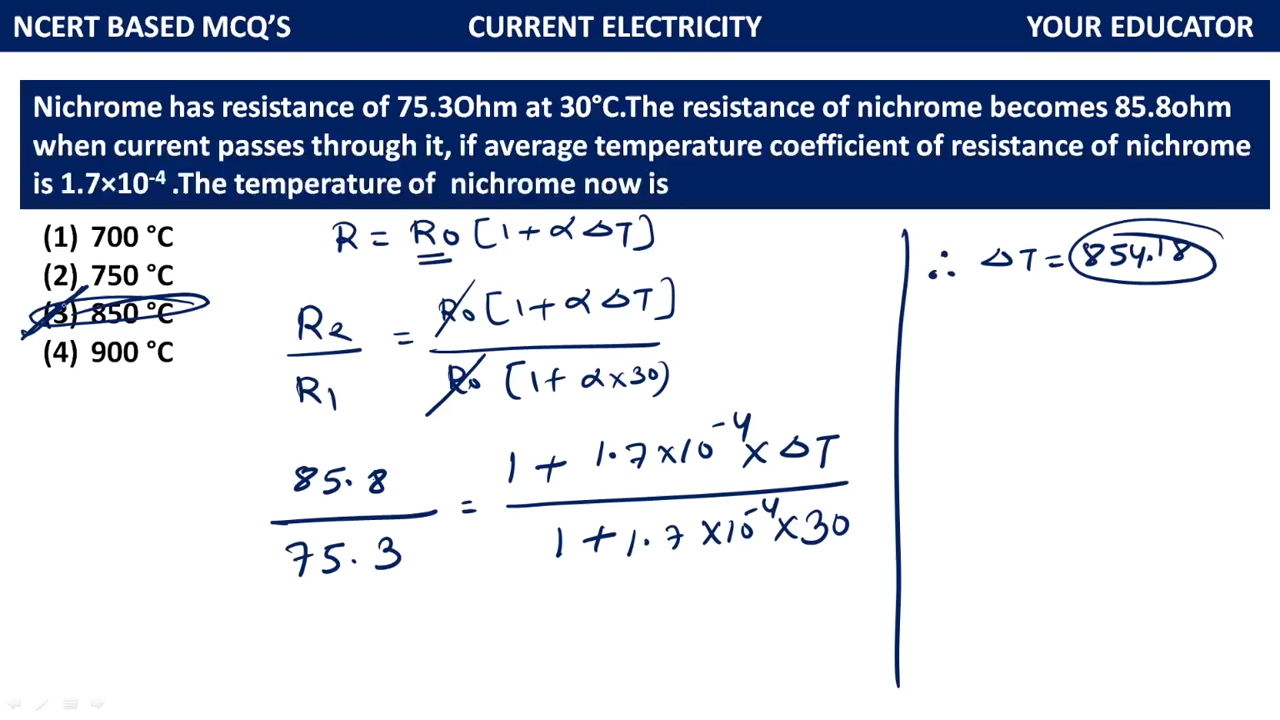 NCERT BASED MCQ'S CURRENT ELECTRICITY YOUR EDUCATOR
Nichrome has resistance of 75.3Ohm at 30°C.The resistance of nichrome becomes 85.8ohm
when current passes through it, if average temperature coefficient of resistance of nichrome
is 1.7×10⁻⁴ .The temperature of nichrome now is
(1) 700 °C
(2) 750 °C
(3) 850 °C
(4) 900 °C
R = R₀ [1 + α ΔT]
R₂ / R₁ = R₀ [1 + α ΔT] / R₀ [1 + α × 30)
85.8 / 75.3 = 1 + 1.7 × 10⁻⁴ × ΔT / 1 + 1.7 × 10⁻⁴ × 30
∴ ΔT = 854.18